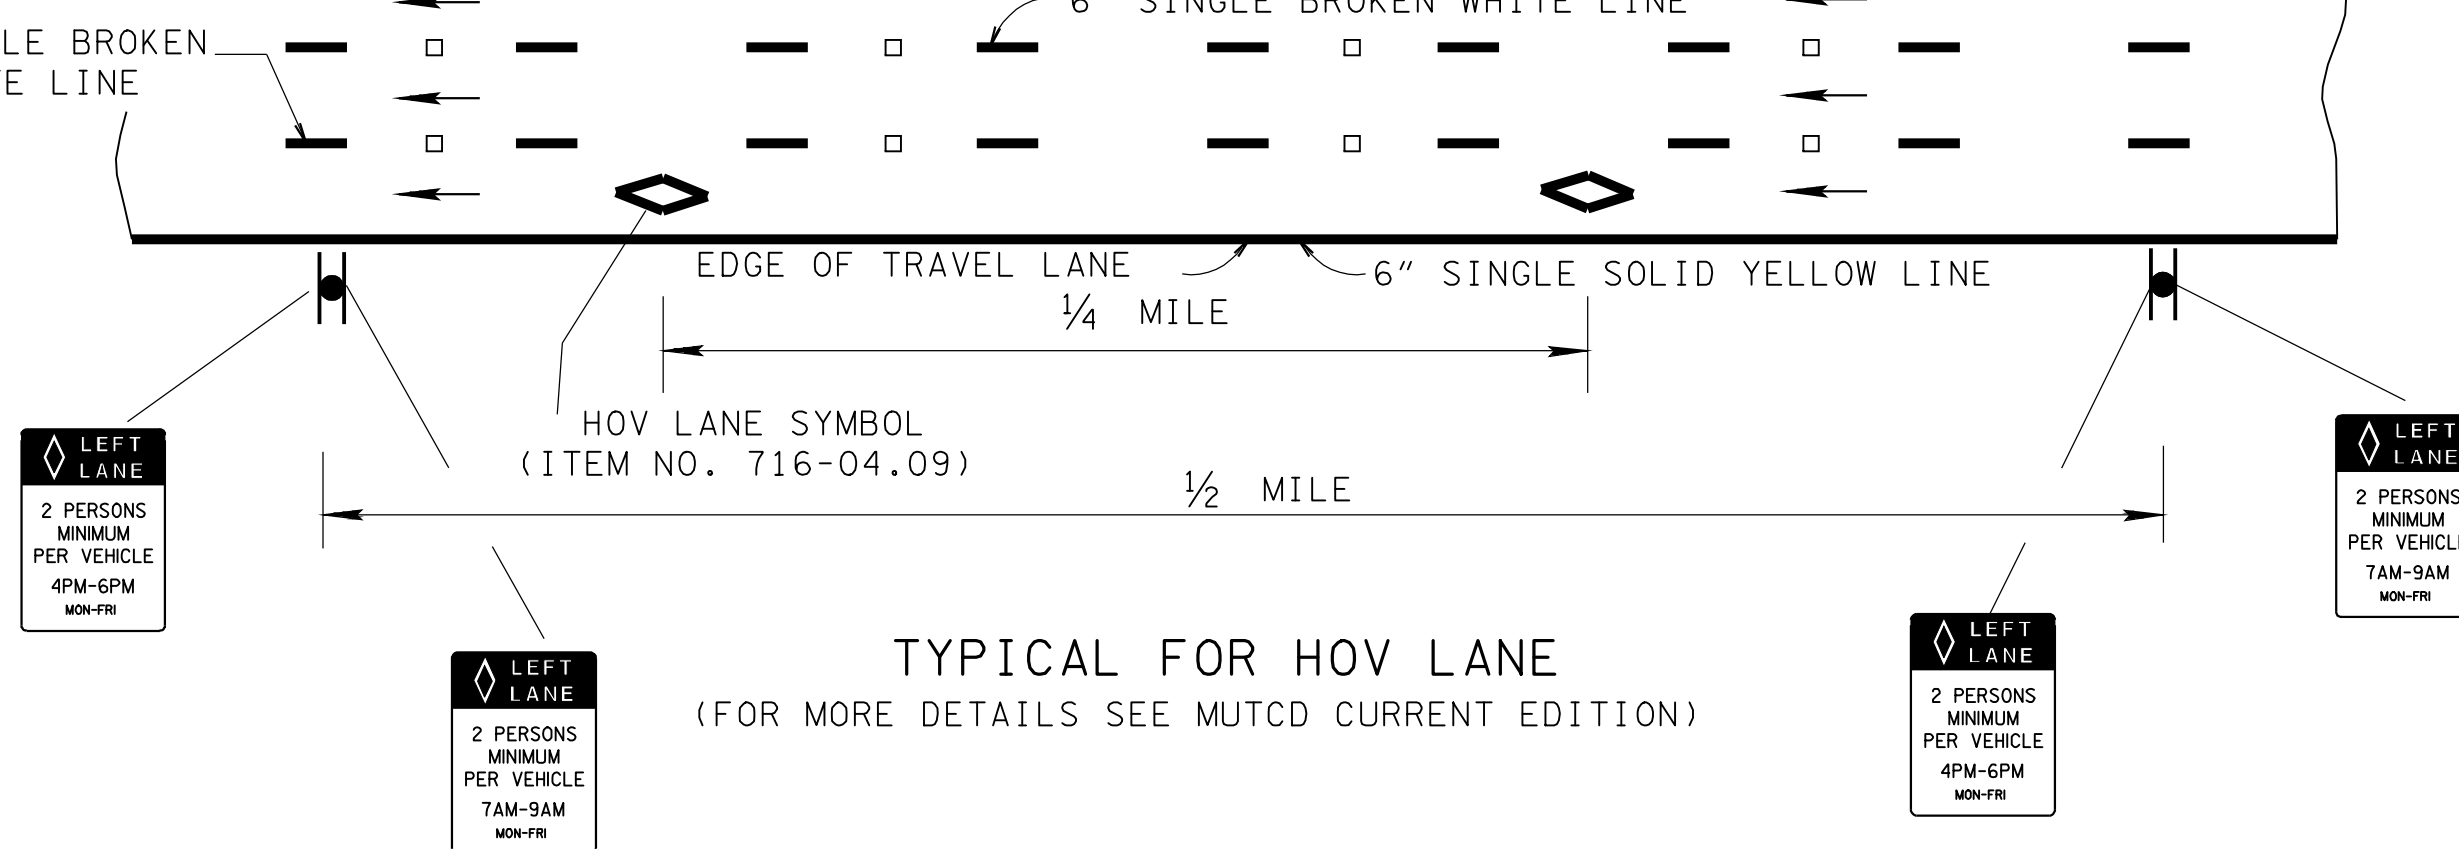 6" SINGLE BROKEN WHITE LINE
LE BROKEN
E LINE
EDGE OF TRAVEL LANE
6" SINGLE SOLID YELLOW LINE
¼ MILE
HOV LANE SYMBOL
(ITEM NO. 716-04.09)
½ MILE
LEFT
LANE
2 PERSONS
MINIMUM
PER VEHICLE
4PM-6PM
MON-FRI
LEFT
LANE
2 PERSONS
MINIMUM
PER VEHICLE
7AM-9AM
MON-FRI
TYPICAL FOR HOV LANE
(FOR MORE DETAILS SEE MUTCD CURRENT EDITION)
LEFT
LANE
2 PERSONS
MINIMUM
PER VEHICLE
4PM-6PM
MON-FRI
LEFT
LANE
2 PERSONS
MINIMUM
PER VEHICLE
7AM-9AM
MON-FRI